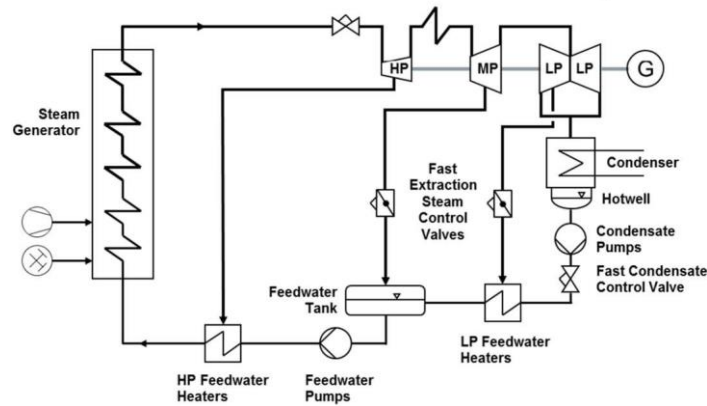 HP
MP
LP
LP
G
Steam
Generator
Fast
Extraction
Steam
Control
Valves
Condenser
Hotwell
Condensate
Pumps
Fast Condensate
Control Valve
Feedwater
Tank
LP Feedwater
Heaters
HP Feedwater
Heaters
Feedwater
Pumps